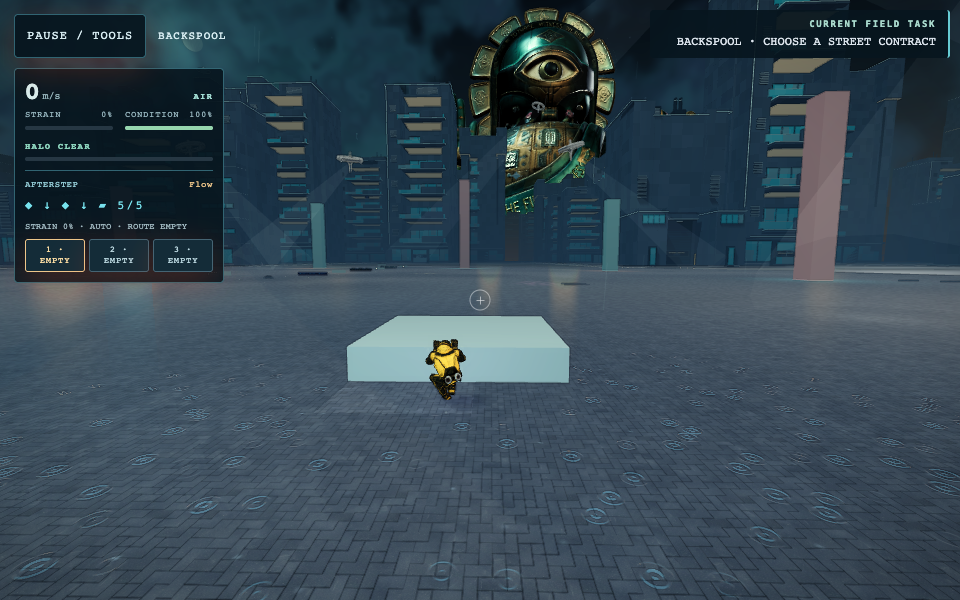 PAUSE / TOOLS
BACKSPOOL
CURRENT FIELD TASK
BACKSPOOL · CHOOSE A STREET CONTRACT
0 m/s
AIR
STRAIN 0%
CONDITION 100%
HALO CLEAR
AFTERSTEP
Flow
5/5
STRAIN 0% · AUTO · ROUTE EMPTY
1 · EMPTY
2 · EMPTY
3 · EMPTY